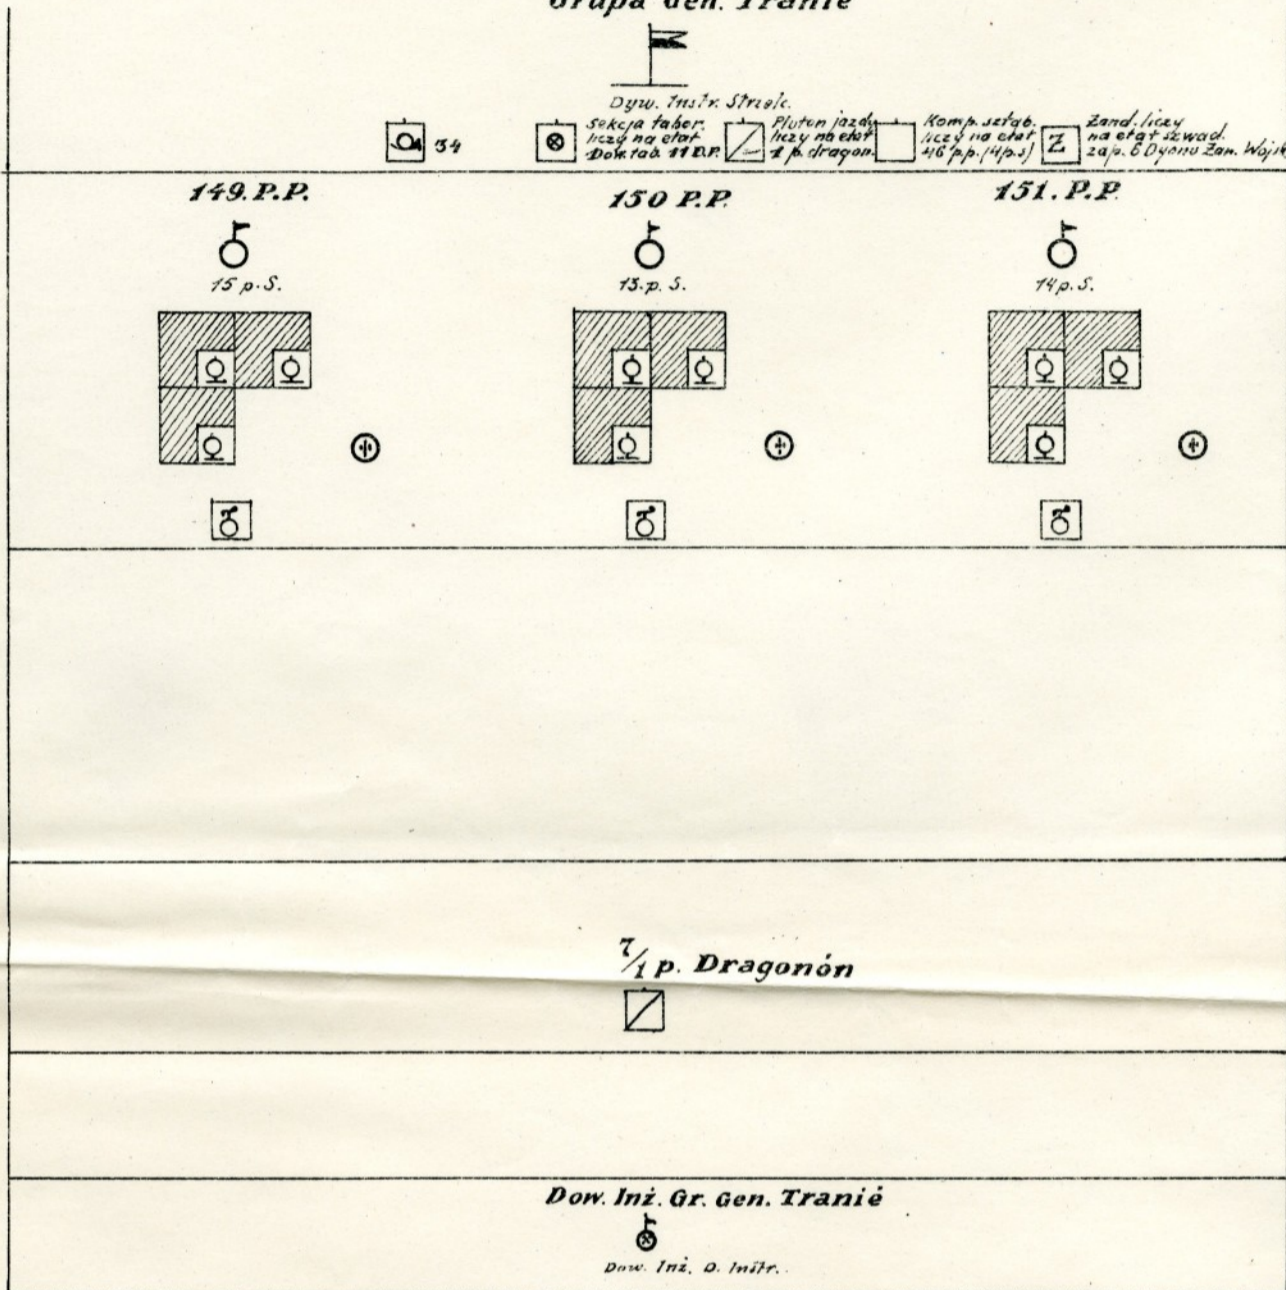 Grupa Gen. Tranié
Dyw. Instr. Strzelc.
34
Sekcja tabor.
liczy na etat
Dow. tab. 11 D.P.
Pluton jazdy
liczy na etat
1 p. dragon.
Komp. sztab.
liczy na etat
46 p.p. (4 p.s)
Z
Żand. liczy
na etat szwad.
zap. 6 Dyonu Żan. Wojsk
149. P.P.
150 P.P.
151. P.P.
15 p. S.
13. p. S.
14 p. S.
7/1 p. Dragonón
Dow. Inż. Gr. Gen. Tranié
Dow. Inż. D. Instr.